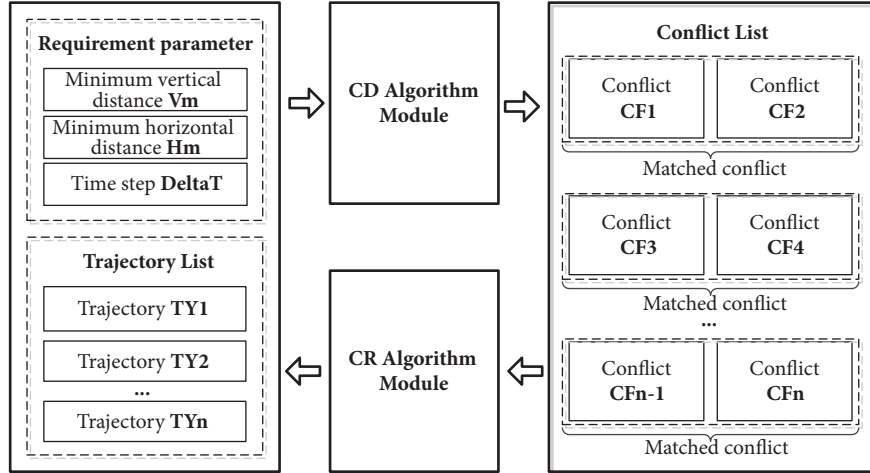 Requirement parameter
Minimum vertical
distance Vm
Minimum horizontal
distance Hm
Time step DeltaT
Trajectory List
Trajectory TY1
Trajectory TY2
...
Trajectory TYn
CD Algorithm
Module
CR Algorithm
Module
Conflict List
Conflict
CF1
Conflict
CF2
Matched conflict
Conflict
CF3
Conflict
CF4
Matched conflict
...
Conflict
CFn-1
Conflict
CFn
Matched conflict